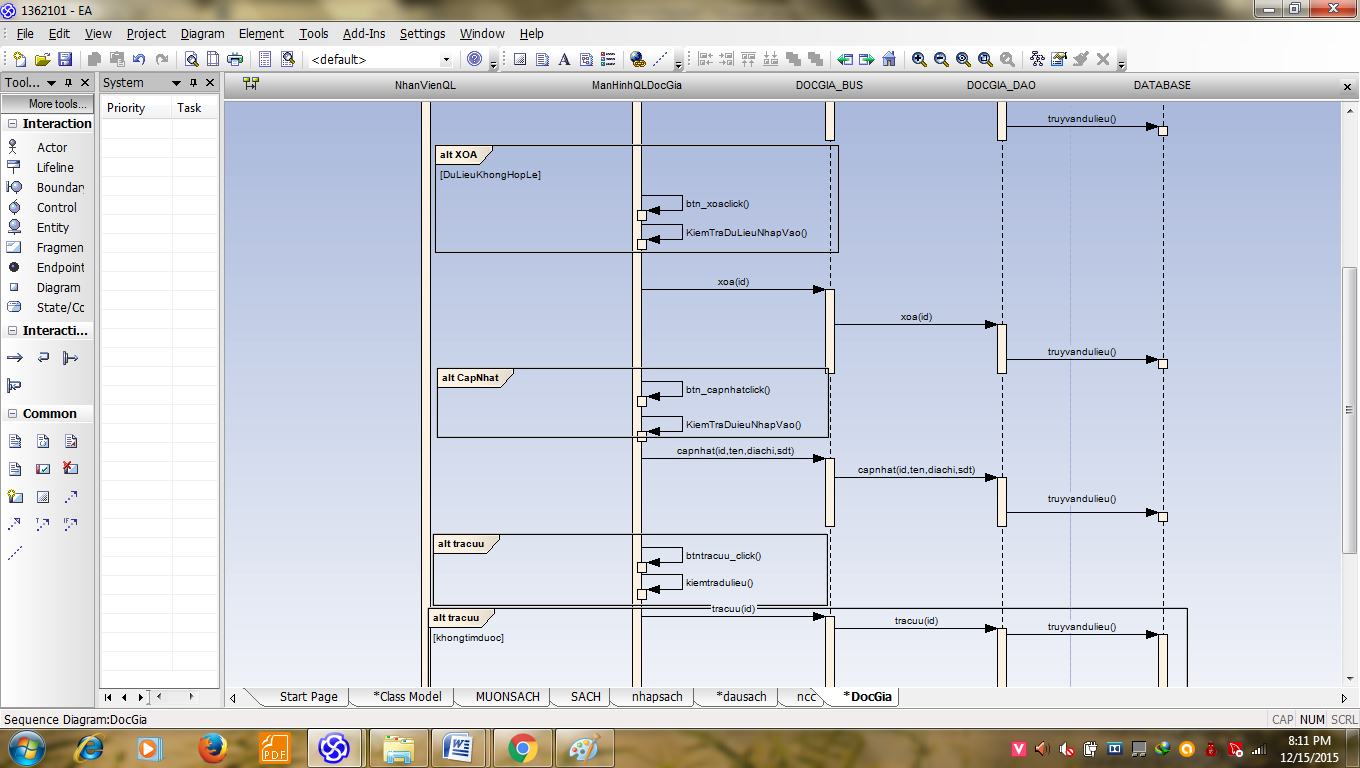 1362101 - EA
File Edit View Project Diagram Element Tools Add-Ins Settings Window Help
<default>
Tool...
System
NhanVienQL ManHinhQLDocGia DOCGIA_BUS DOCGIA_DAO DATABASE
More tools...
Priority Task
Interaction
Actor
Lifeline
Boundar
Control
Entity
Fragmen
Endpoint
Diagram
State/Cc
Interacti...
Common
truyvandulieu()
alt XOA
[DuLieuKhongHopLe]
btn_xoaclick()
KiemTraDuLieuNhapVao()
xoa(id)
xoa(id)
truyvandulieu()
alt CapNhat
btn_capnhatclick()
KiemTraDuieuNhapVao()
capnhat(id,ten,diachi,sdt)
capnhat(id,ten,diachi,sdt)
truyvandulieu()
alt tracuu
btntracuu_click()
kiemtradulieu()
alt tracuu
[khongtimduoc]
tracuu(id)
tracuu(id)
truyvandulieu()
Start Page *Class Model MUONSACH SACH nhapsach *dausach ncc *DocGia
Sequence Diagram:DocGia
CAP NUM SCRL
PDF
8:11 PM
12/15/2015